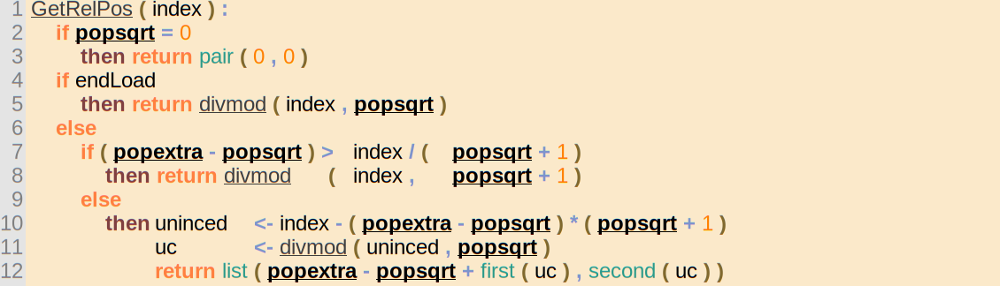 1 GetRelPos ( index ) :
2 if popsqrt = 0
3 then return pair ( 0 , 0 )
4 if endLoad
5 then return divmod ( index , popsqrt )
6 else
7 if ( popextra - popsqrt ) > index / ( popsqrt + 1 )
8 then return divmod ( index , popsqrt + 1 )
9 else
10 then uninced <- index - ( popextra - popsqrt ) * ( popsqrt + 1 )
11 uc <- divmod ( uninced , popsqrt )
12 return list ( popextra - popsqrt + first ( uc ) , second ( uc ) )